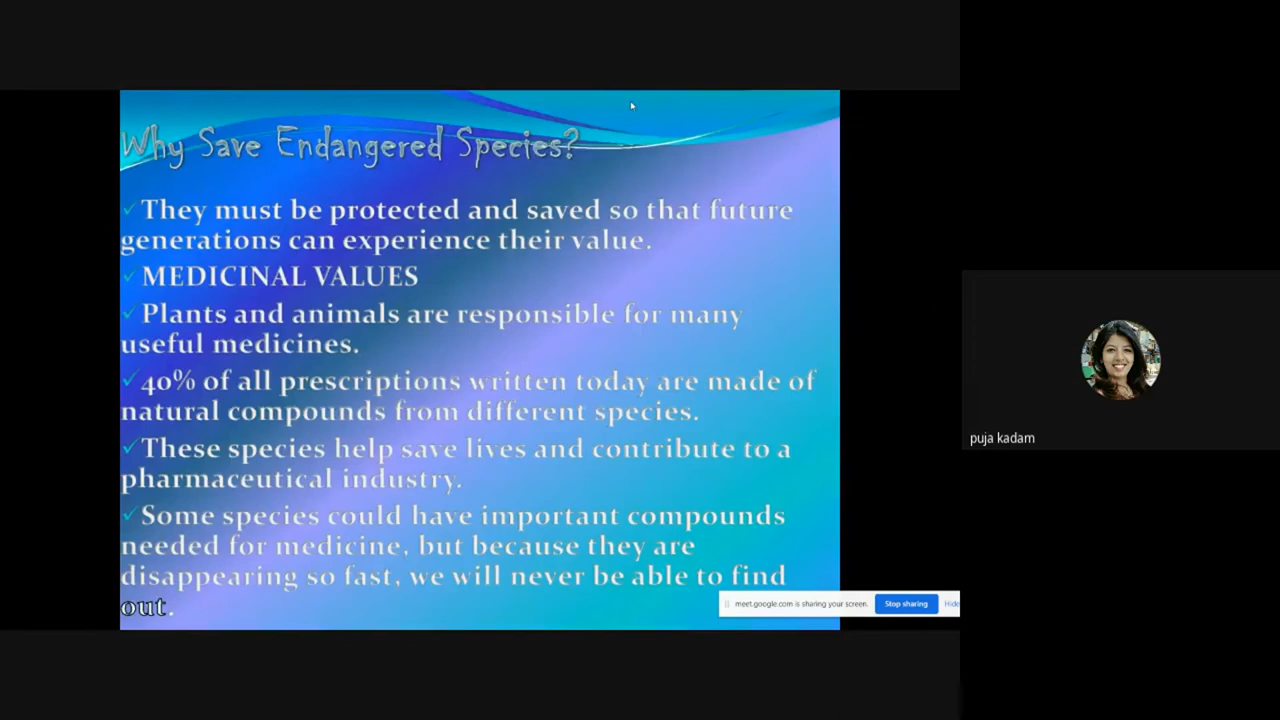 Why Save Endangered Species?
✓They must be protected and saved so that future
generations can experience their value.
✓MEDICINAL VALUES
✓Plants and animals are responsible for many
useful medicines.
✓40% of all prescriptions written today are made of
natural compounds from different species.
✓These species help save lives and contribute to a
pharmaceutical industry.
✓Some species could have important compounds
needed for medicine, but because they are
disappearing so fast, we will never be able to find
out.
meet.google.com is sharing your screen. Stop sharing Hide
puja kadam